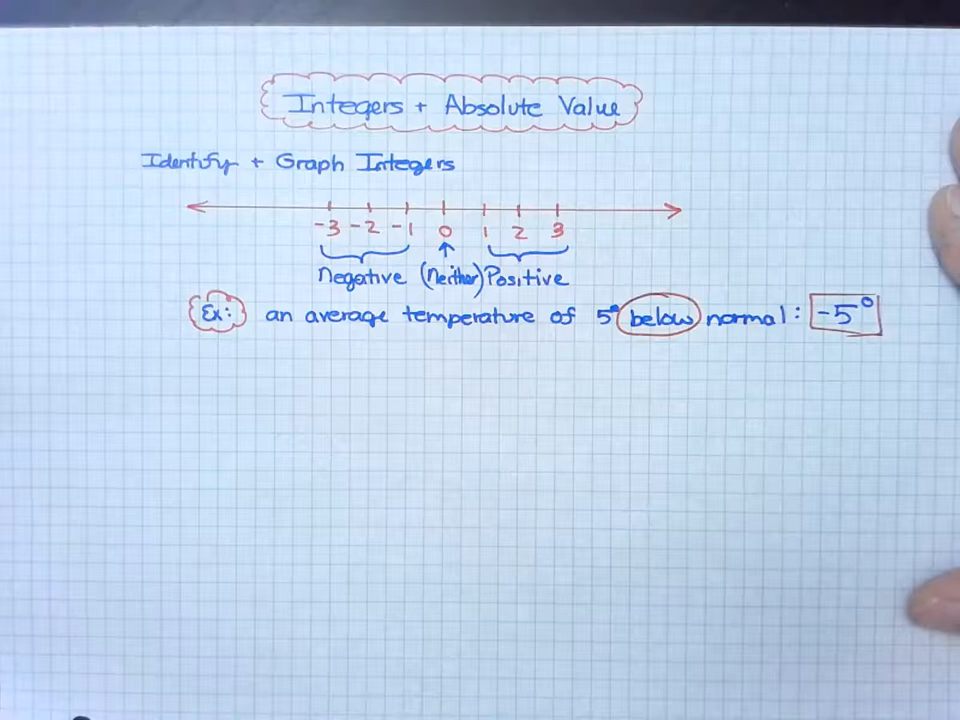 Integers + Absolute Value
Identify + Graph Integers
-3 -2 -1 0 1 2 3
Negative (Neither) Positive
Ex: an average temperature of 5° below normal: -5°